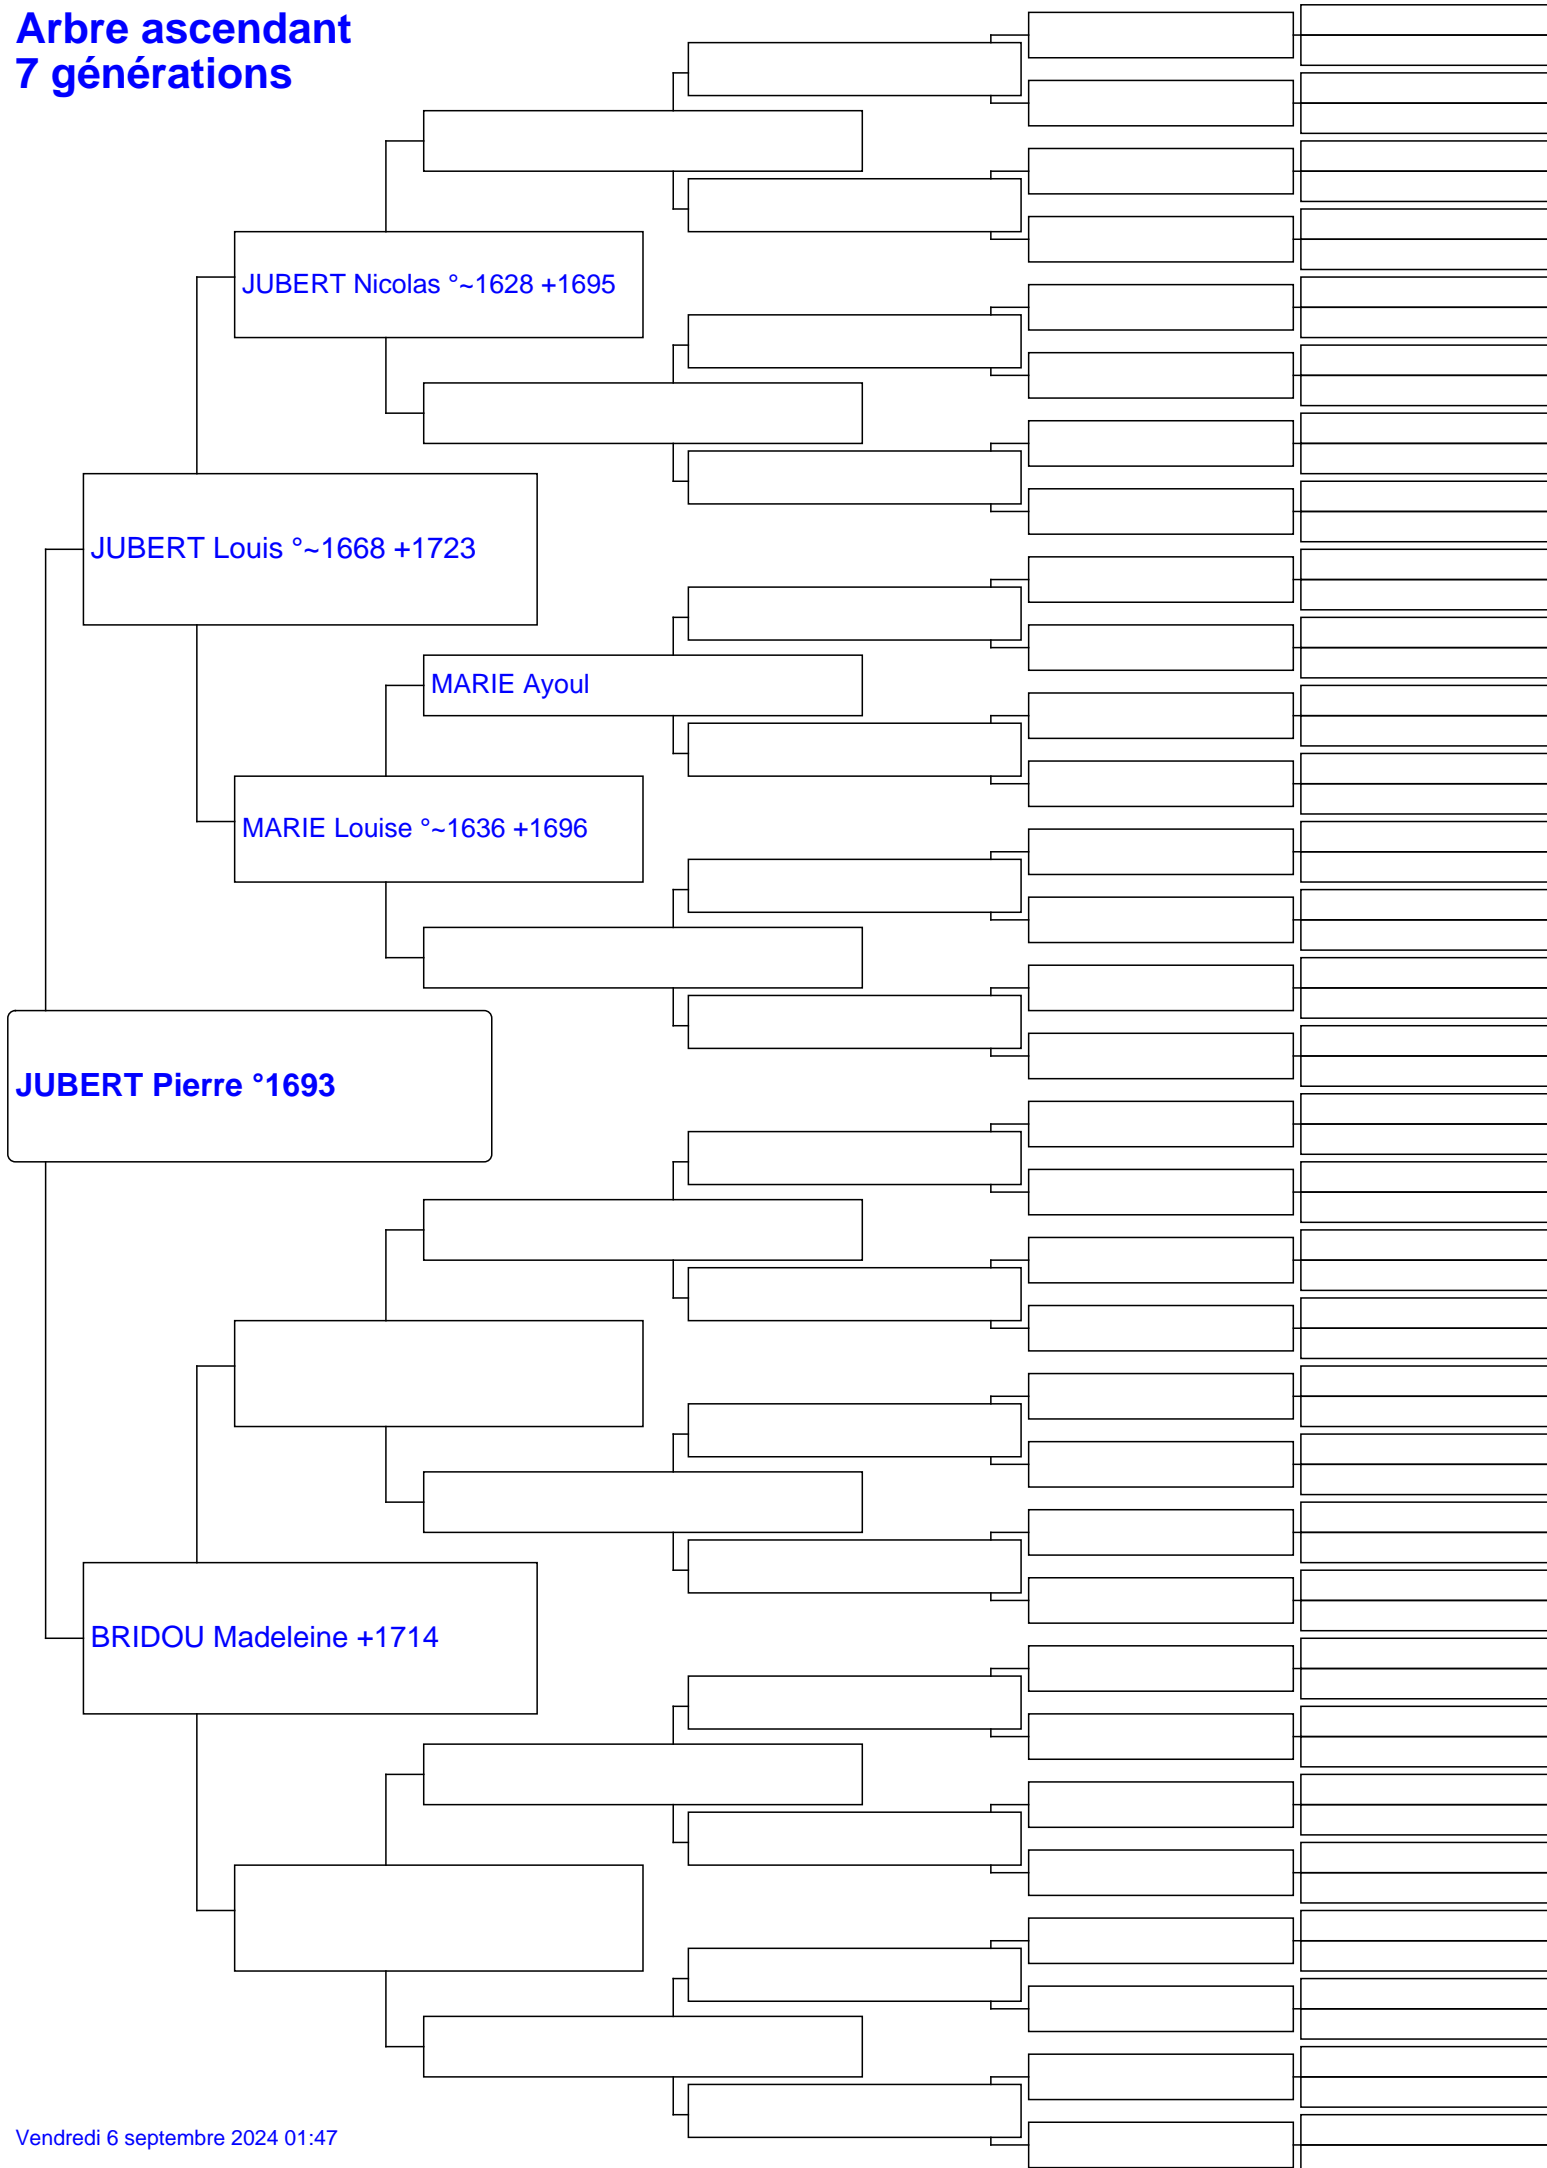 Arbre ascendant
7 générations
JUBERT Nicolas °~1628 +1695
JUBERT Louis °~1668 +1723
MARIE Ayoul
MARIE Louise °~1636 +1696
JUBERT Pierre °1693
BRIDOU Madeleine +1714
Vendredi 6 septembre 2024 01:47